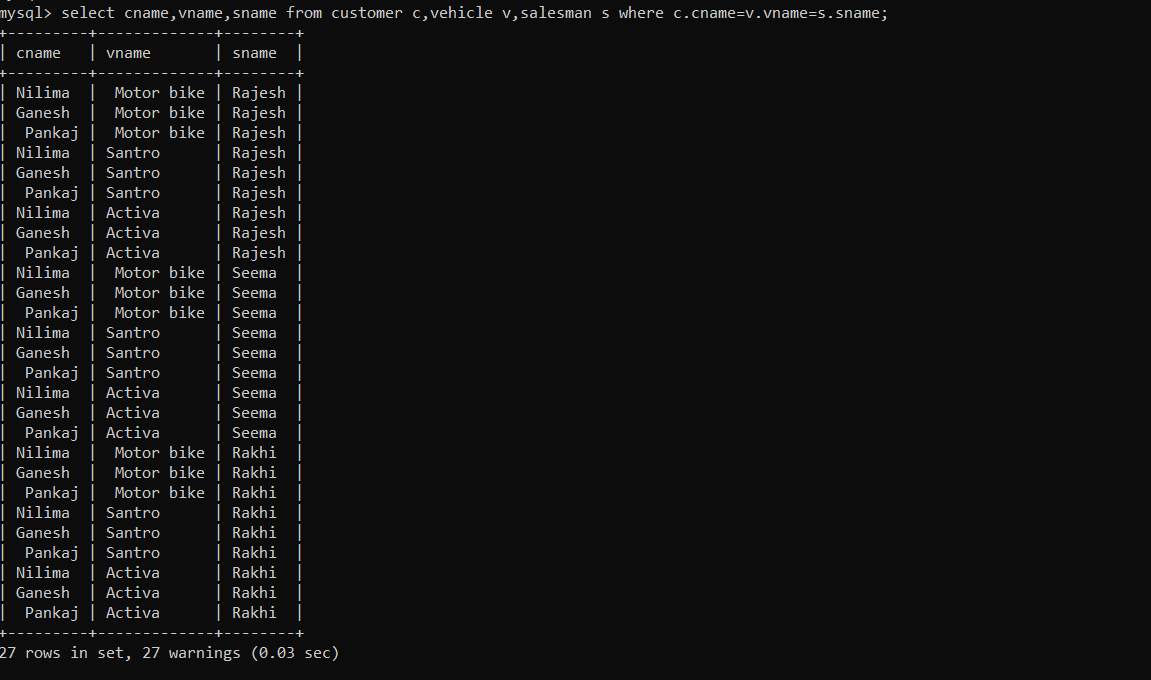 mysql> select cname,vname,sname from customer c,vehicle v,salesman s where c.cname=v.vname=s.sname;
+---------+-------------+--------+
| cname   | vname       | sname  |
+---------+-------------+--------+
| Nilima  |  Motor bike | Rajesh |
| Ganesh  |  Motor bike | Rajesh |
|  Pankaj |  Motor bike | Rajesh |
| Nilima  | Santro      | Rajesh |
| Ganesh  | Santro      | Rajesh |
|  Pankaj | Santro      | Rajesh |
| Nilima  | Activa      | Rajesh |
| Ganesh  | Activa      | Rajesh |
|  Pankaj | Activa      | Rajesh |
| Nilima  |  Motor bike | Seema  |
| Ganesh  |  Motor bike | Seema  |
|  Pankaj |  Motor bike | Seema  |
| Nilima  | Santro      | Seema  |
| Ganesh  | Santro      | Seema  |
|  Pankaj | Santro      | Seema  |
| Nilima  | Activa      | Seema  |
| Ganesh  | Activa      | Seema  |
|  Pankaj | Activa      | Seema  |
| Nilima  |  Motor bike | Rakhi  |
| Ganesh  |  Motor bike | Rakhi  |
|  Pankaj |  Motor bike | Rakhi  |
| Nilima  | Santro      | Rakhi  |
| Ganesh  | Santro      | Rakhi  |
|  Pankaj | Santro      | Rakhi  |
| Nilima  | Activa      | Rakhi  |
| Ganesh  | Activa      | Rakhi  |
|  Pankaj | Activa      | Rakhi  |
+---------+-------------+--------+
27 rows in set, 27 warnings (0.03 sec)